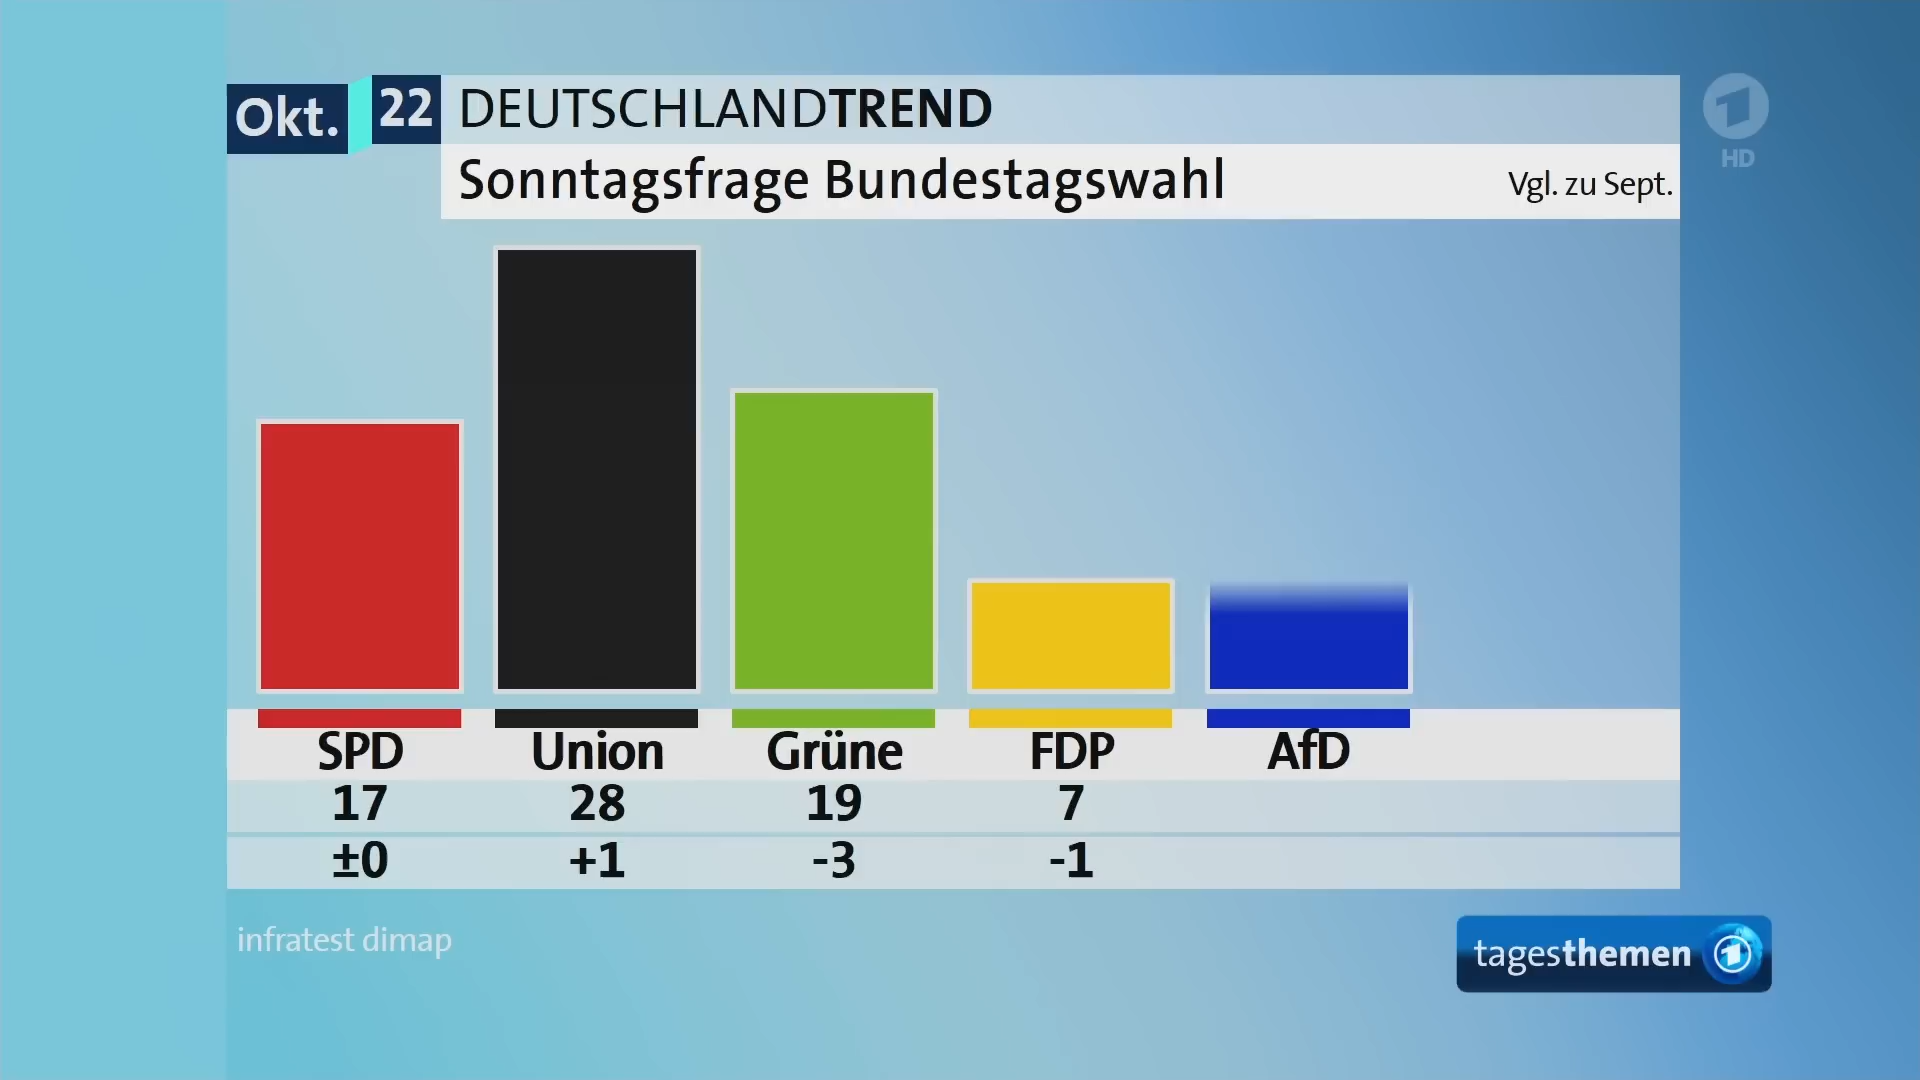 Okt. 22 DEUTSCHLANDTREND
Sonntagsfrage Bundestagswahl Vgl. zu Sept.
HD
SPD Union Grüne FDP AfD
17 28 19 7
±0 +1 -3 -1
infratest dimap
tagesthemen